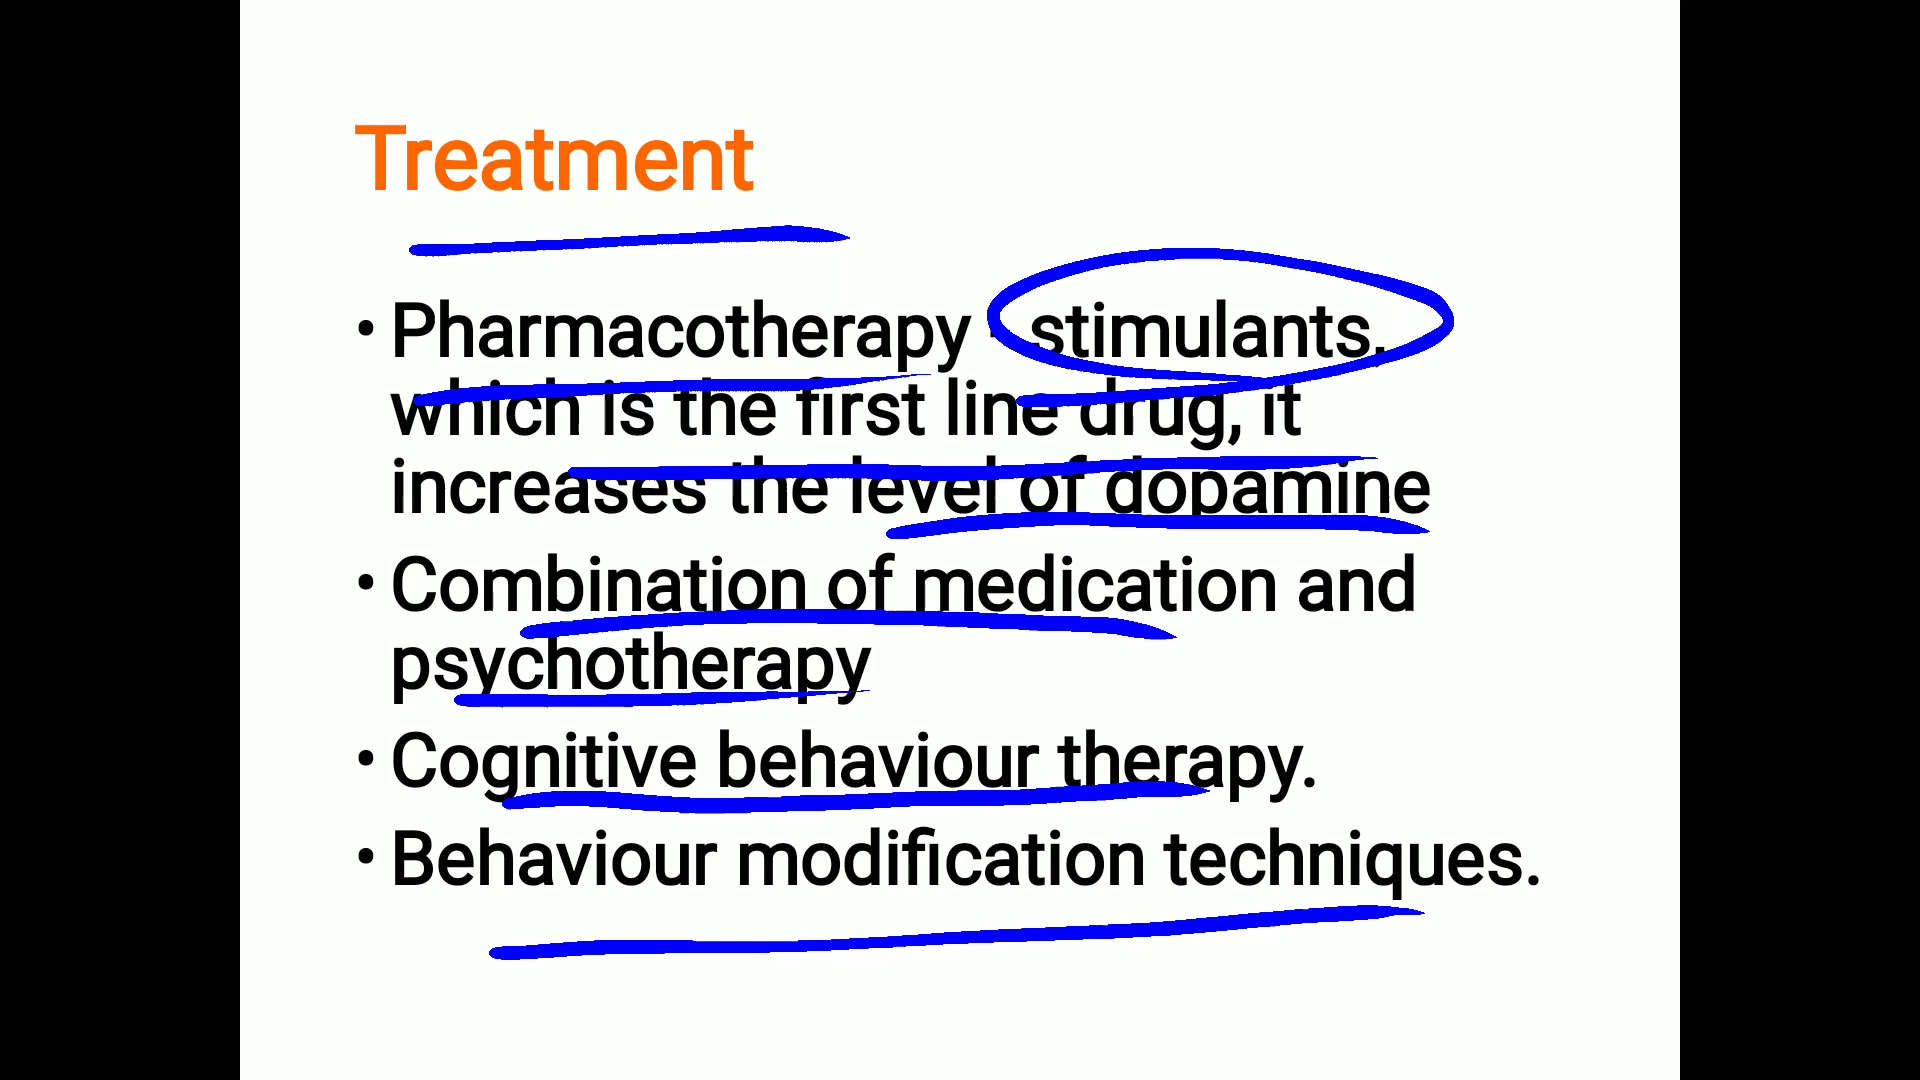 Treatment
• Pharmacotherapy - stimulants,
which is the first line drug, it
increases the level of dopamine
• Combination of medication and
psychotherapy
• Cognitive behaviour therapy.
• Behaviour modification techniques.